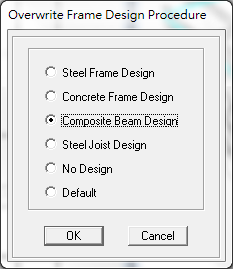 Overwrite Frame Design Procedure
Steel Frame Design
Concrete Frame Design
Composite Beam Design
Steel Joist Design
No Design
Default
OK
Cancel